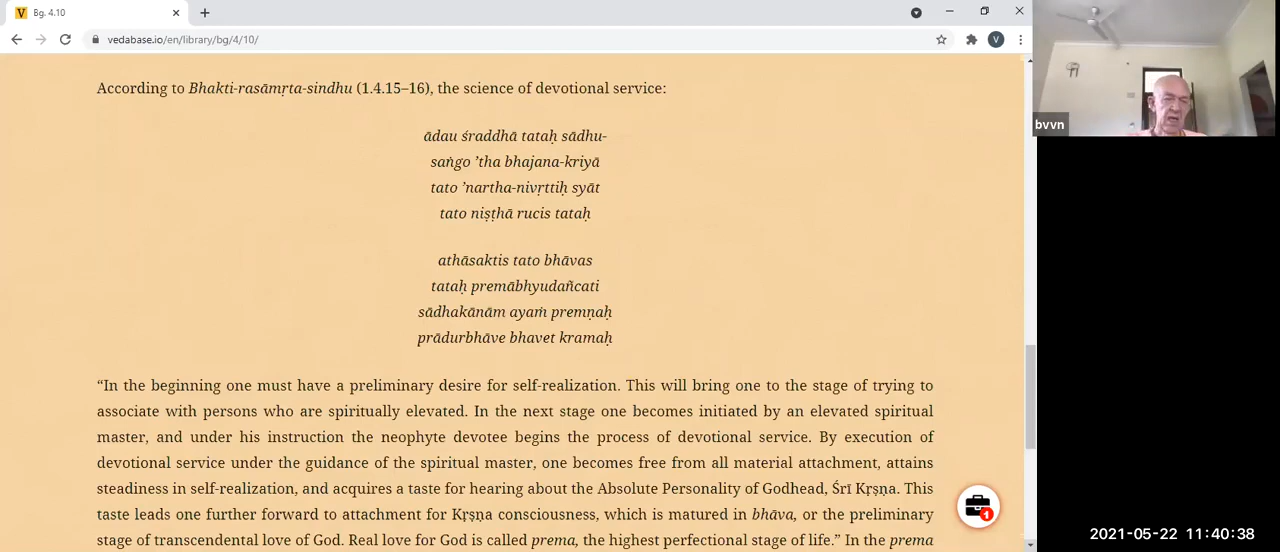 Bg. 4.10
vedabase.io/en/library/bg/4/10/
V
According to Bhakti-rasāmṛta-sindhu (1.4.15–16), the science of devotional service:
ādau śraddhā tataḥ sādhu-
saṅgo ’tha bhajana-kriyā
tato ’nartha-nivṛttiḥ syāt
tato niṣṭhā rucis tataḥ
athāsaktis tato bhāvas
tataḥ premābhyudañcati
sādhakānām ayaṁ premṇaḥ
prādurbhāve bhavet kramaḥ
“In the beginning one must have a preliminary desire for self-realization. This will bring one to the stage of trying to
associate with persons who are spiritually elevated. In the next stage one becomes initiated by an elevated spiritual
master, and under his instruction the neophyte devotee begins the process of devotional service. By execution of
devotional service under the guidance of the spiritual master, one becomes free from all material attachment, attains
steadiness in self-realization, and acquires a taste for hearing about the Absolute Personality of Godhead, Śrī Kṛṣṇa. This
taste leads one further forward to attachment for Kṛṣṇa consciousness, which is matured in bhāva, or the preliminary
stage of transcendental love of God. Real love for God is called prema, the highest perfectional stage of life.” In the prema
1
bvvn
2021-05-22 11:40:38